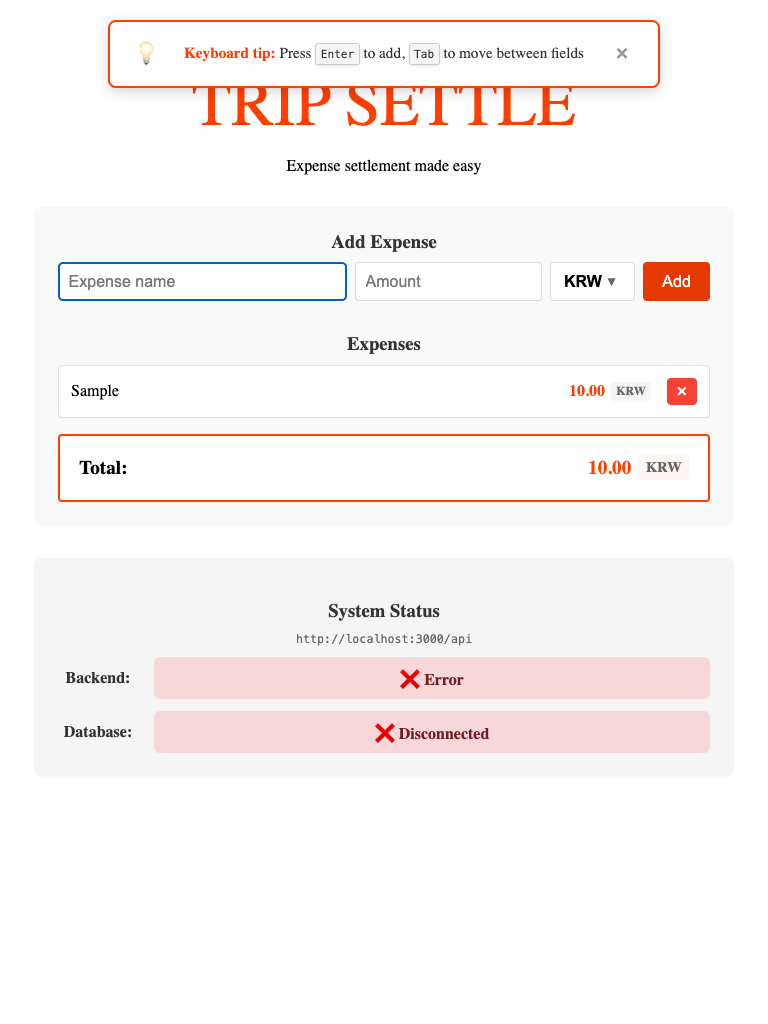 Keyboard tip: Press Enter to add, Tab to move between fields ×
TRIP SETTLE
Expense settlement made easy
Add Expense
Expense name Amount KRW ▼ Add
Expenses
Sample 10.00 KRW ×
Total: 10.00 KRW
System Status
http://localhost:3000/api
Backend: ❌ Error
Database: ❌ Disconnected